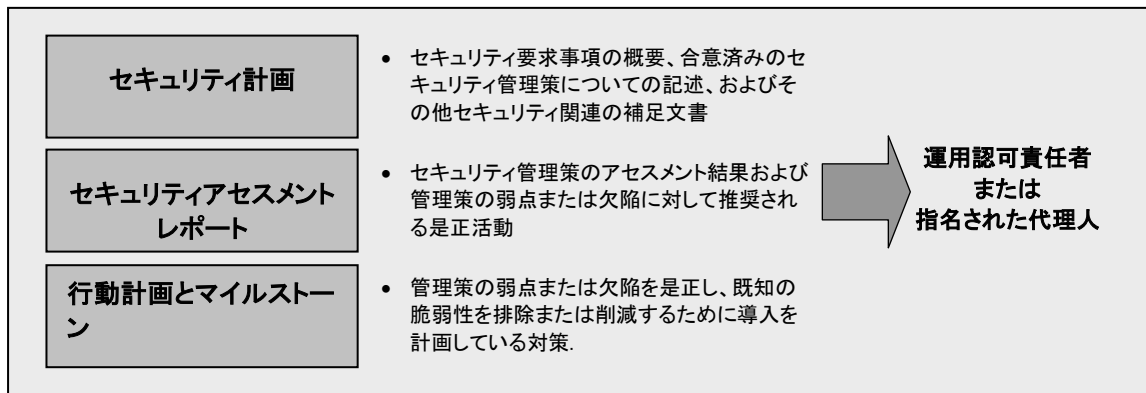 セキュリティ計画
• セキュリティ要求事項の概要、合意済みのセ
キュリティ管理策についての記述、およびそ
の他セキュリティ関連の補足文書
セキュリティアセスメント
レポート
• セキュリティ管理策のアセスメント結果および
管理策の弱点または欠陥に対して推奨され
る是正活動
行動計画とマイルストー
ン
• 管理策の弱点または欠陥を是正し、既知の
脆弱性を排除または削減するために導入を
計画している対策.
運用認可責任者
または
指名された代理人